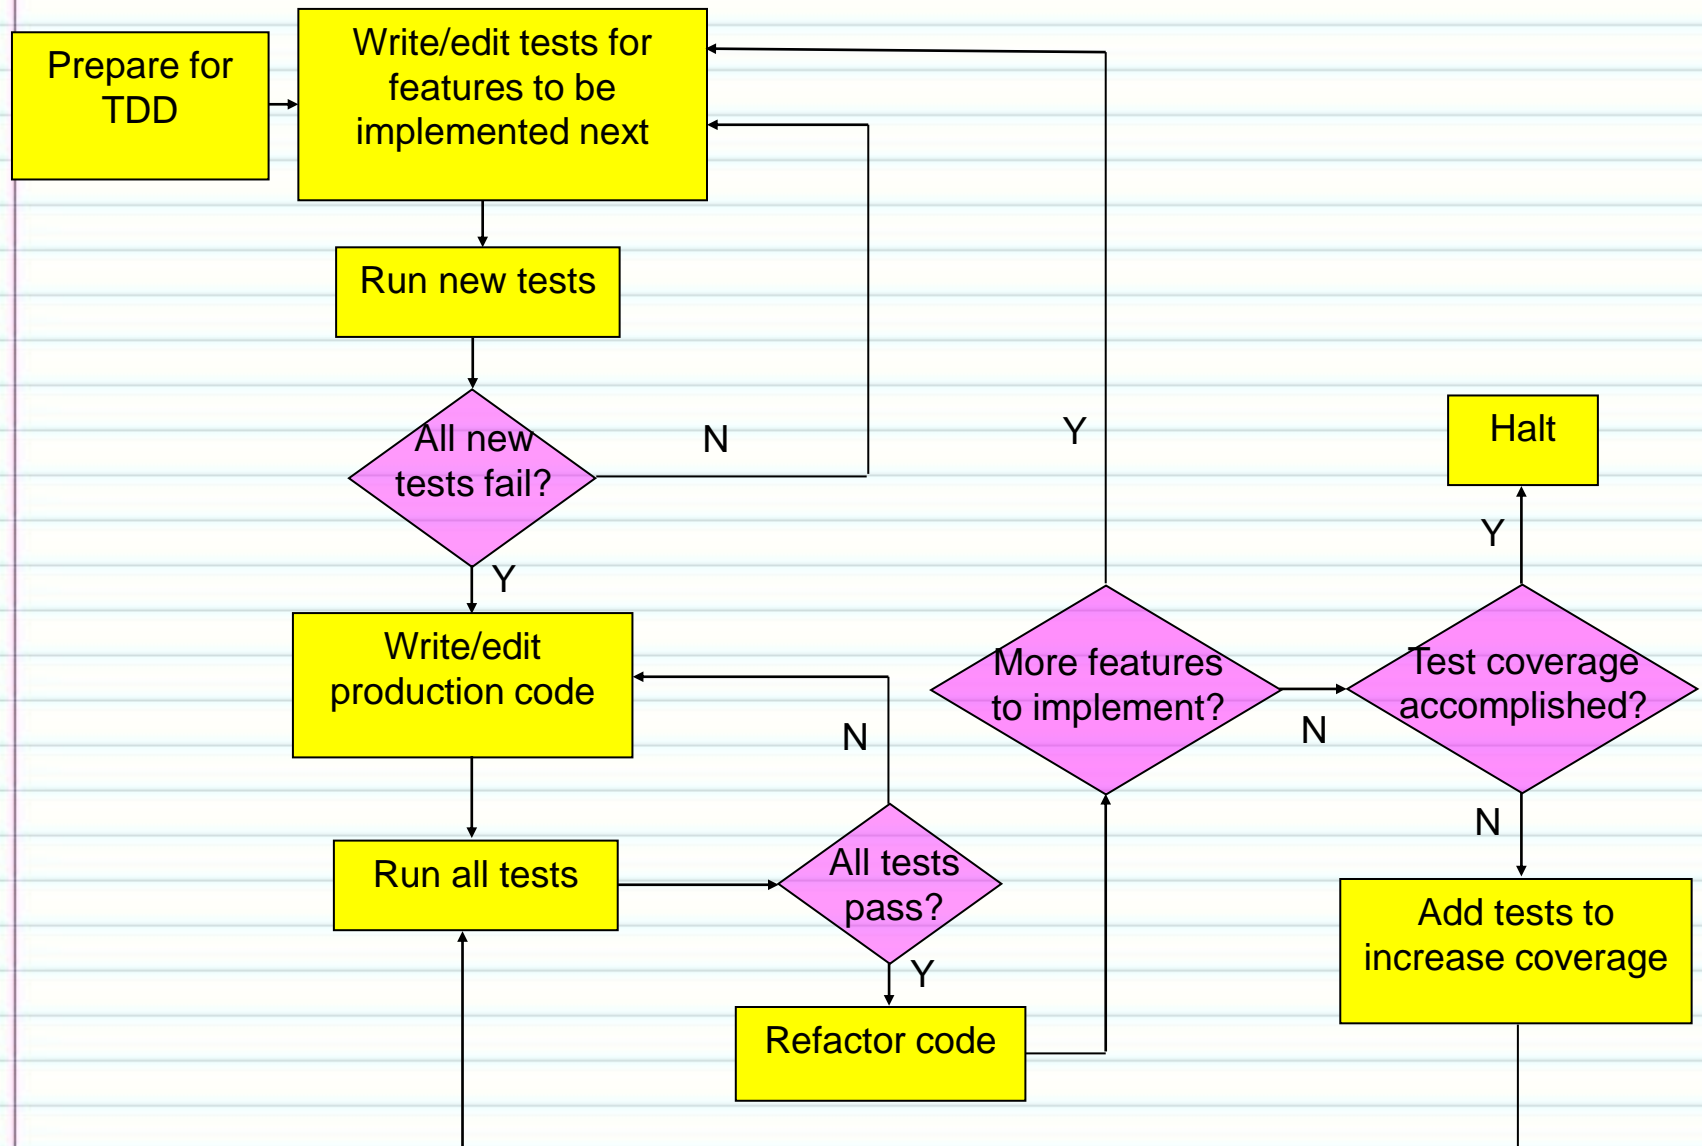 Prepare for
TDD
Write/edit tests for
features to be
implemented next
Run new tests
All new
tests fail?
N
Y
Write/edit
production code
Run all tests
All tests
pass?
N
Y
Refactor code
More features
to implement?
Y
N
Test coverage
accomplished?
Y
Halt
N
Add tests to
increase coverage